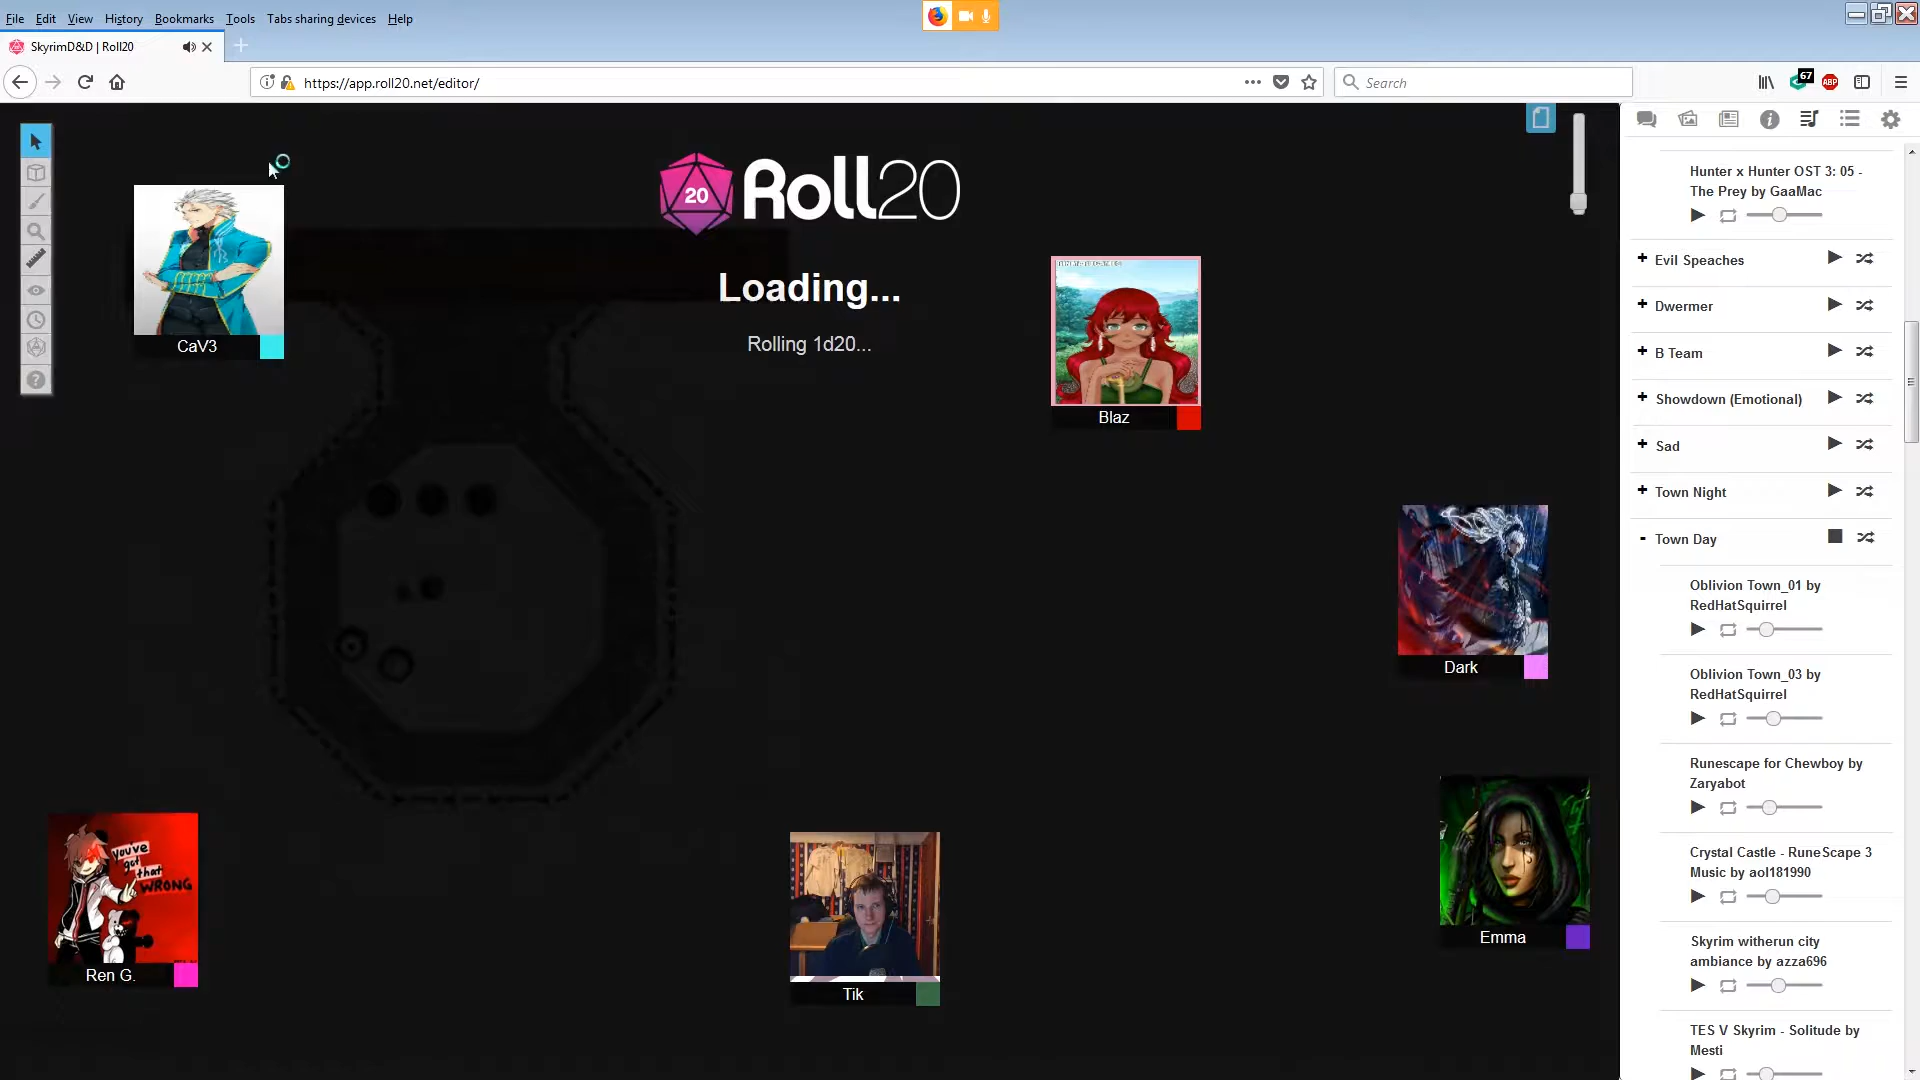 File Edit View History Bookmarks Tools Tabs sharing devices Help
SkyrimD&D | Roll20
https://app.roll20.net/editor/
Search
67
ABP
20 Roll20
Loading...
Rolling 1d20...
CaV3
Blaz
Dark
you've
got
that
WRONG
Ren G.
Tik
Emma
Hunter x Hunter OST 3: 05 -
The Prey by GaaMac
Evil Speaches
Dwermer
B Team
Showdown (Emotional)
Sad
Town Night
Town Day
Oblivion Town_01 by
RedHatSquirrel
Oblivion Town_03 by
RedHatSquirrel
Runescape for Chewboy by
Zaryabot
Crystal Castle - RuneScape 3
Music by aol181990
Skyrim witherun city
ambiance by azza696
TES V Skyrim - Solitude by
Mesti